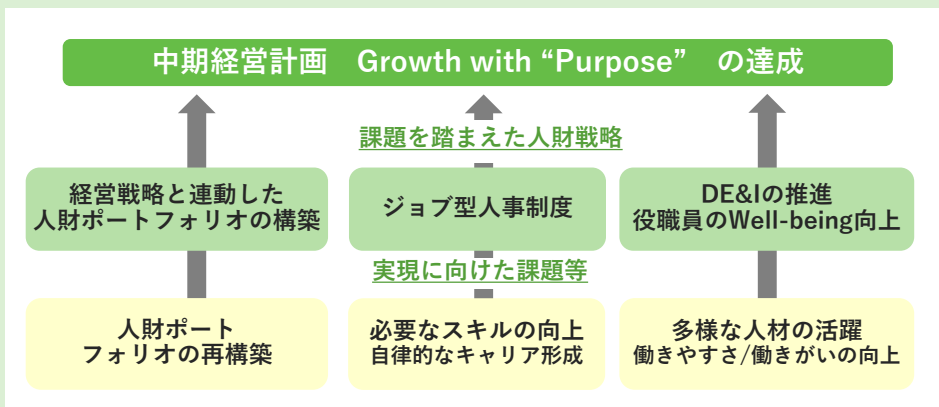 中期経営計画　Growth with “Purpose”　の達成
課題を踏まえた人財戦略
経営戦略と連動した
人財ポートフォリオの構築
ジョブ型人事制度
DE&Iの推進
役職員のWell-being向上
実現に向けた課題等
人財ポート
フォリオの再構築
必要なスキルの向上
自律的なキャリア形成
多様な人材の活躍
働きやすさ/働きがいの向上